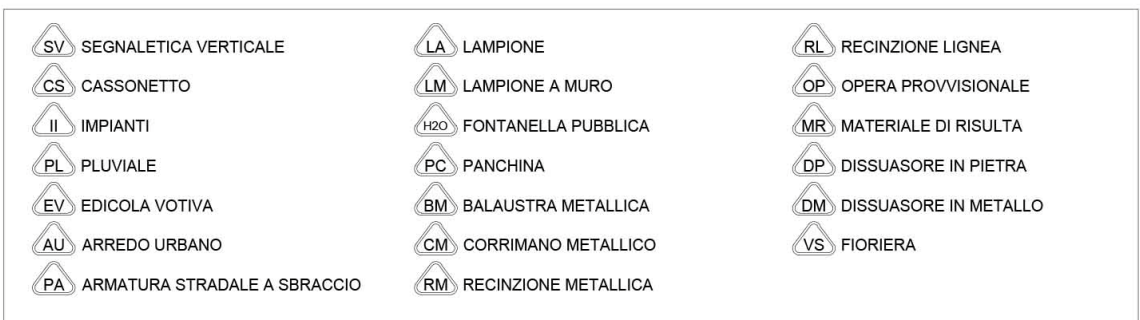 SV SEGNALETICA VERTICALE
CS CASSONETTO
II IMPIANTI
PL PLUVIALE
EV EDICOLA VOTIVA
AU ARREDO URBANO
PA ARMATURA STRADALE A SBRACCIO
LA LAMPIONE
LM LAMPIONE A MURO
H2O FONTANELLA PUBBLICA
PC PANCHINA
BM BALAUSTRA METALLICA
CM CORRIMANO METALLICO
RM RECINZIONE METALLICA
RL RECINZIONE LIGNEA
OP OPERA PROVVISIONALE
MR MATERIALE DI RISULTA
DP DISSUASORE IN PIETRA
DM DISSUASORE IN METALLO
VS FIORIERA